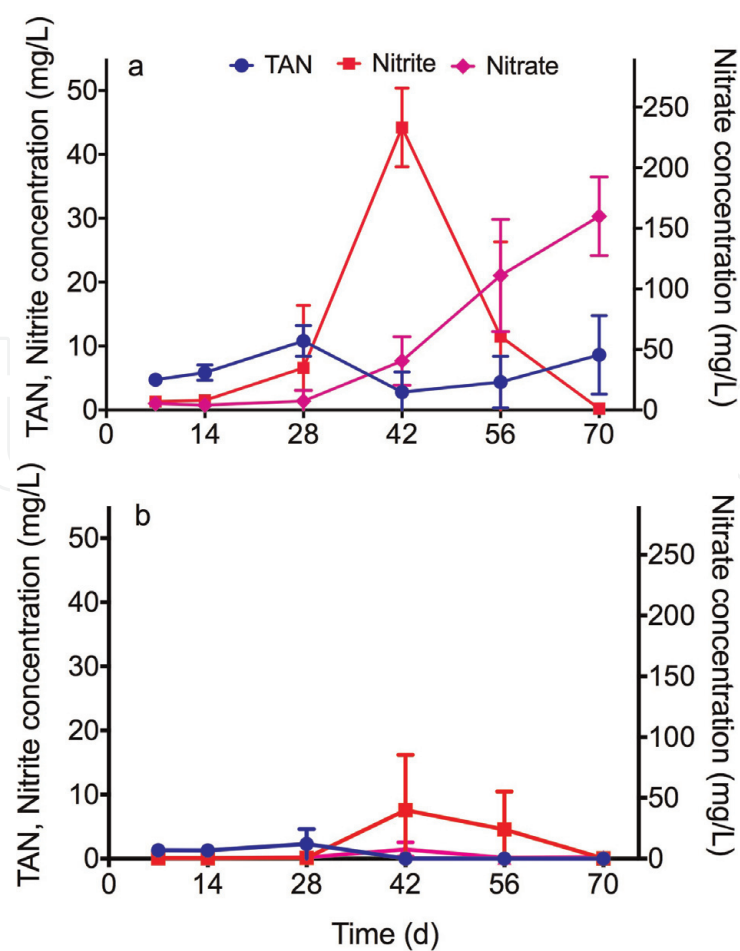 a
TAN Nitrite Nitrate
TAN, Nitrite concentration (mg/L)
50
40
30
20
10
0
Nitrate concentration (mg/L)
250
200
150
100
50
0
0 14 28 42 56 70
b
TAN, Nitrite concentration (mg/L)
50
40
30
20
10
0
Nitrate concentration (mg/L)
250
200
150
100
50
0
0 14 28 42 56 70
Time (d)